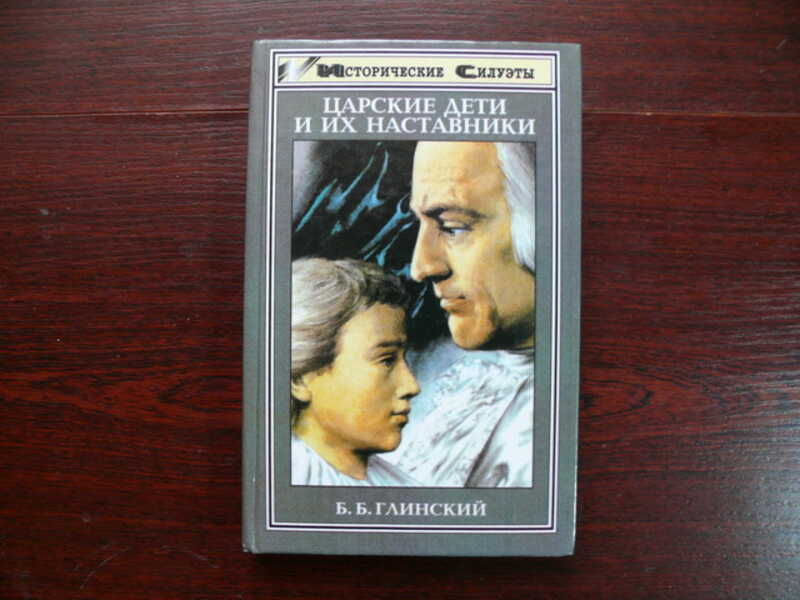 Исторические Силуэты
ЦАРСКИЕ ДЕТИ
И ИХ НАСТАВНИКИ
Б. Б. ГЛИНСКИЙ